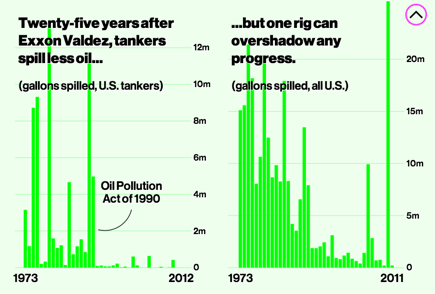 Twenty-five years after
Exxon Valdez, tankers
spill less oil...
(gallons spilled, U.S. tankers)
12m
10m
8m
6m
4m
2m
0
Oil Pollution
Act of 1990
1973
2012
...but one rig can
overshadow any
progress.
(gallons spilled, all U.S.)
20m
15m
10m
5m
0
1973
2011